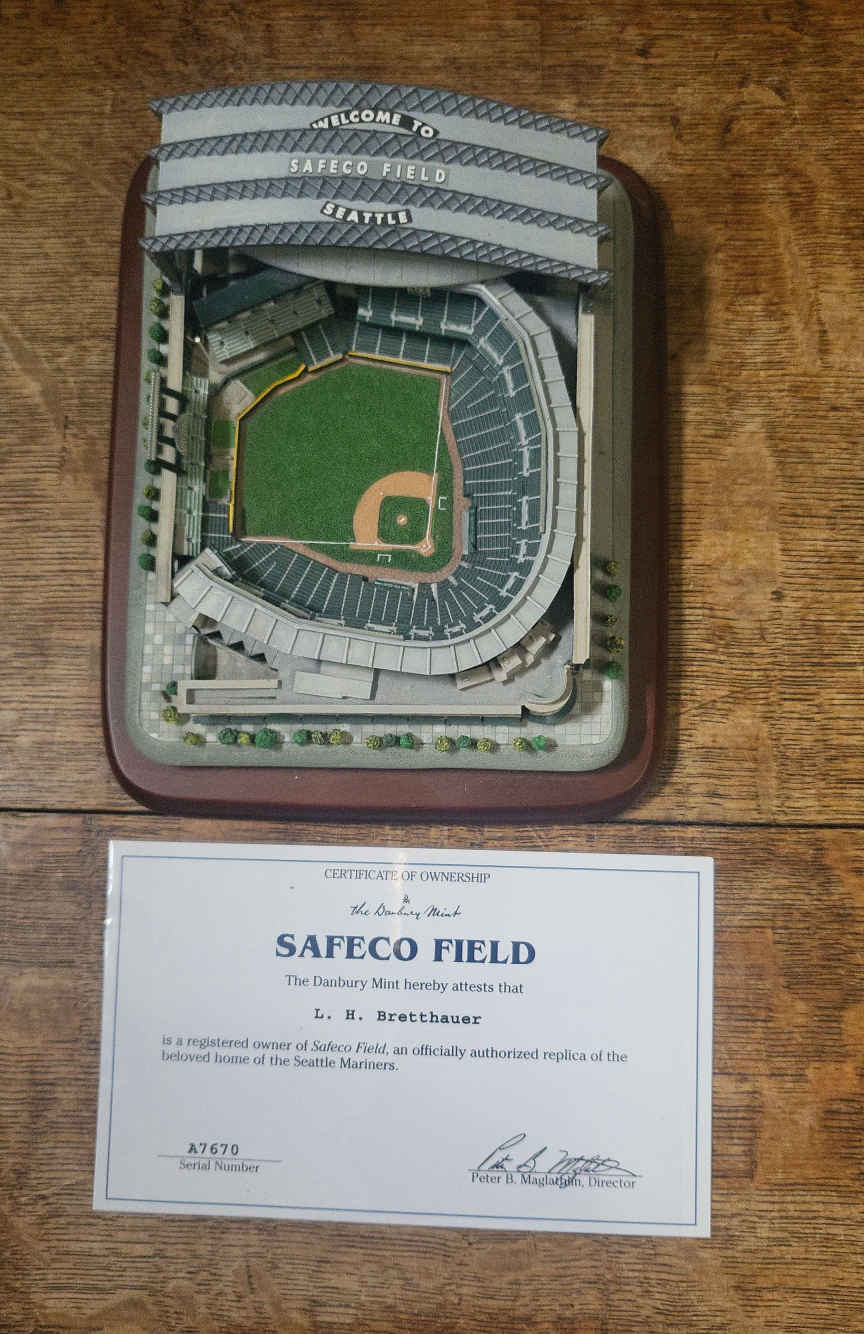 WELCOME TO
SAFECO FIELD
SEATTLE
CERTIFICATE OF OWNERSHIP
the Danbury Mint
SAFECO FIELD
The Danbury Mint hereby attests that
L. H. Bretthauer
is a registered owner of Safeco Field, an officially authorized replica of the
beloved home of the Seattle Mariners.
A7670
Serial Number
Peter B. Maglathlin
Peter B. Maglathlin, Director